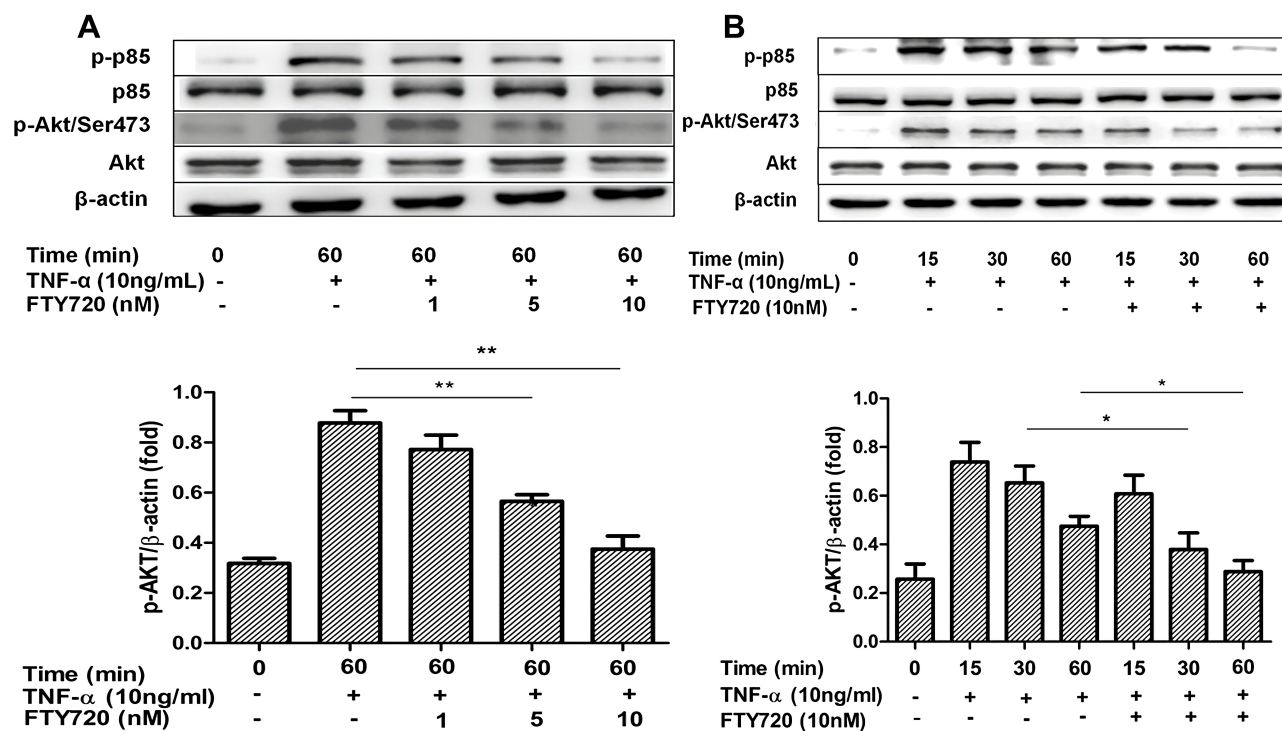 A
p-p85
p85
p-Akt/Ser473
Akt
β-actin
Time (min) 0 60 60 60 60
TNF-α (10ng/mL) - + + + +
FTY720 (nM) - - 1 5 10
**
**
p-AKT/β-actin (fold)
1.0
0.8
0.6
0.4
0.2
0.0
Time (min) 0 60 60 60 60
TNF-α (10ng/ml) - + + + +
FTY720 (nM) - - 1 5 10
B
p-p85
p85
p-Akt/Ser473
Akt
β-actin
Time (min) 0 15 30 60 15 30 60
TNF-α (10ng/mL) - + + + + + +
FTY720 (10nM) - - - - + + +
*
*
p-AKT/β-actin (fold)
1.0
0.8
0.6
0.4
0.2
0.0
Time (min) 0 15 30 60 15 30 60
TNF-α (10ng/ml) - + + + + + +
FTY720 (10nM) - - - - + + +